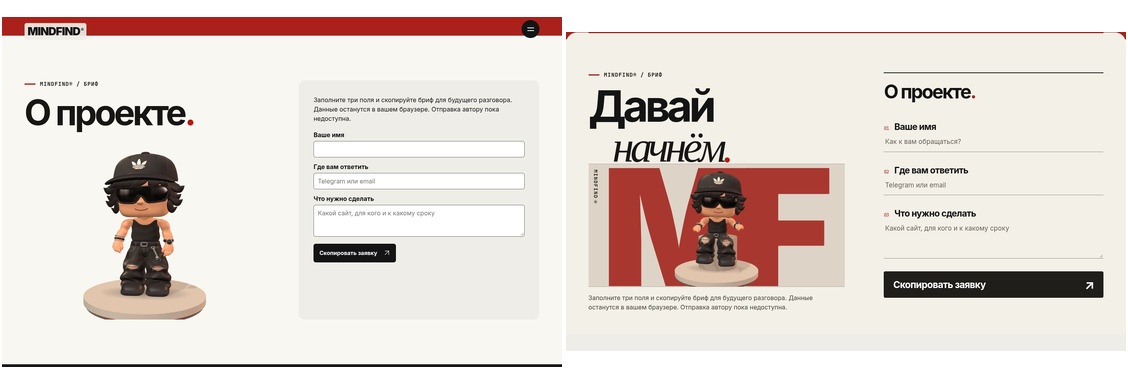 MINDFIND®
MINDFIND® / БРИФ
О проекте.
Заполните три поля и скопируйте бриф для будущего разговора.
Данные останутся в вашем браузере. Отправка автору пока
недоступна.
Ваше имя
Где вам ответить
Telegram или email
Что нужно сделать
Какой сайт, для кого и к какому сроку
Скопировать заявку
MINDFIND® / БРИФ
Давай
начнём.
MINDFIND®
MF
Заполните три поля и скопируйте бриф для будущего разговора. Данные
останутся в вашем браузере. Отправка автору пока недоступна.
О проекте.
01 Ваше имя
Как к вам обращаться?
02 Где вам ответить
Telegram или email
03 Что нужно сделать
Какой сайт, для кого и к какому сроку
Скопировать заявку